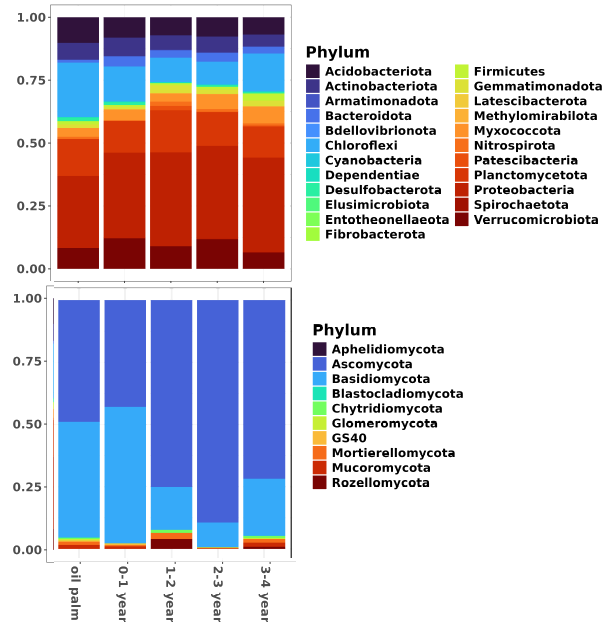 1.00
0.75
0.50
0.25
0.00
Phylum
Acidobacteriota
Actinobacteriota
Armatimonadota
Bacteroidota
Bdellovibrionota
Chloroflexi
Cyanobacteria
Dependentiae
Desulfobacterota
Elusimicrobiota
Entotheonellaeota
Fibrobacterota
Firmicutes
Gemmatimonadota
Latescibacterota
Methylomirabilota
Myxococcota
Nitrospirota
Patescibacteria
Planctomycetota
Proteobacteria
Spirochaetota
Verrucomicrobiota
1.00
0.75
0.50
0.25
0.00
Phylum
Aphelidiomycota
Ascomycota
Basidiomycota
Blastocladiomycota
Chytridiomycota
Glomeromycota
GS40
Mortierellomycota
Mucoromycota
Rozellomycota
oil palm
0-1 year
1-2 year
2-3 year
3-4 year